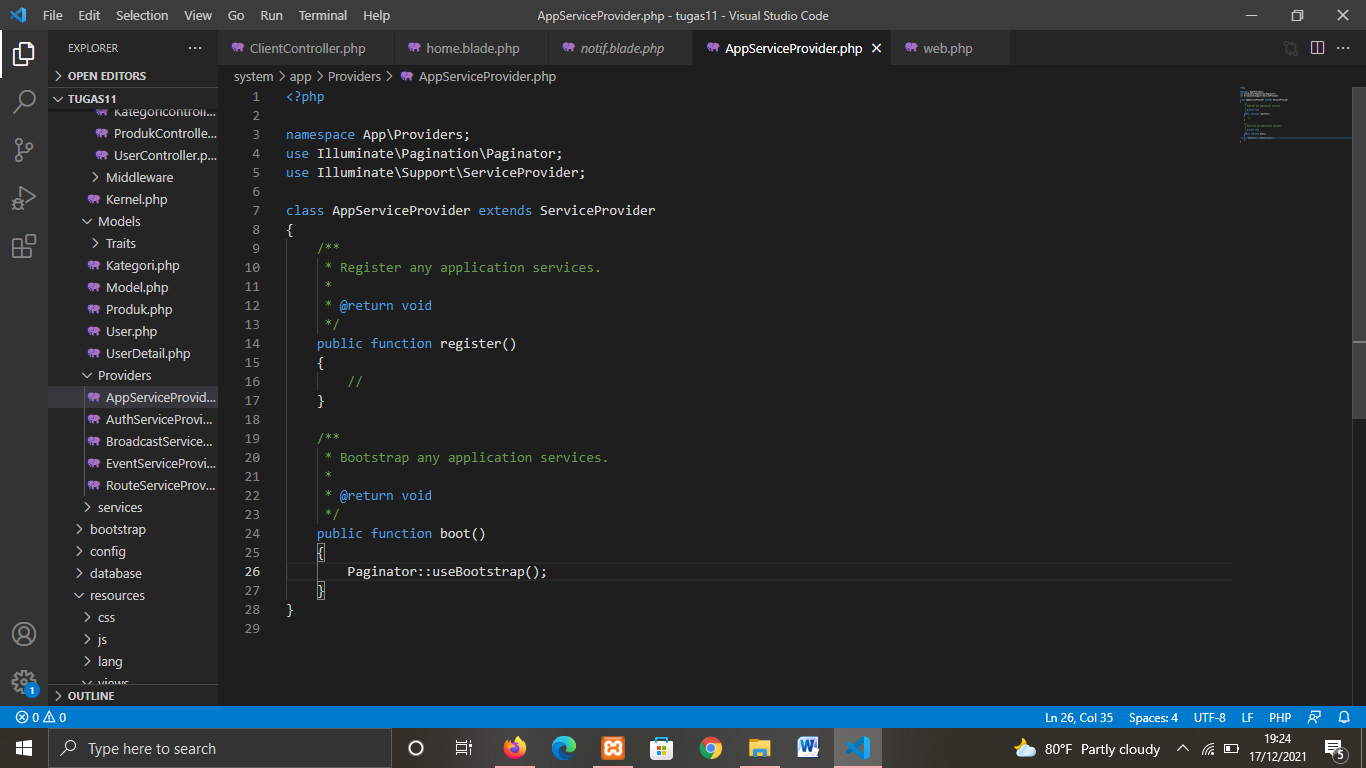 File Edit Selection View Go Run Terminal Help
AppServiceProvider.php - tugas11 - Visual Studio Code
EXPLORER
ClientController.php
home.blade.php
notif.blade.php
AppServiceProvider.php
web.php
OPEN EDITORS
TUGAS11
KategoriControll...
ProdukControlle...
UserController.p...
Middleware
Kernel.php
Models
Traits
Kategori.php
Model.php
Produk.php
User.php
UserDetail.php
Providers
AppServiceProvid...
AuthServiceProvi...
BroadcastService...
EventServiceProvi...
RouteServiceProv...
services
bootstrap
config
database
resources
css
js
lang
views
OUTLINE
system > app > Providers > AppServiceProvider.php
1 <?php
2
3 namespace App\Providers;
4 use Illuminate\Pagination\Paginator;
5 use Illuminate\Support\ServiceProvider;
6
7 class AppServiceProvider extends ServiceProvider
8 {
9 /**
10 * Register any application services.
11 *
12 * @return void
13 */
14 public function register()
15 {
16 //
17 }
18
19 /**
20 * Bootstrap any application services.
21 *
22 * @return void
23 */
24 public function boot()
25 {
26 Paginator::useBootstrap();
27 }
28 }
29
1
0 0
Ln 26, Col 35 Spaces: 4 UTF-8 LF PHP
Type here to search
80°F Partly cloudy
19:24
17/12/2021
5